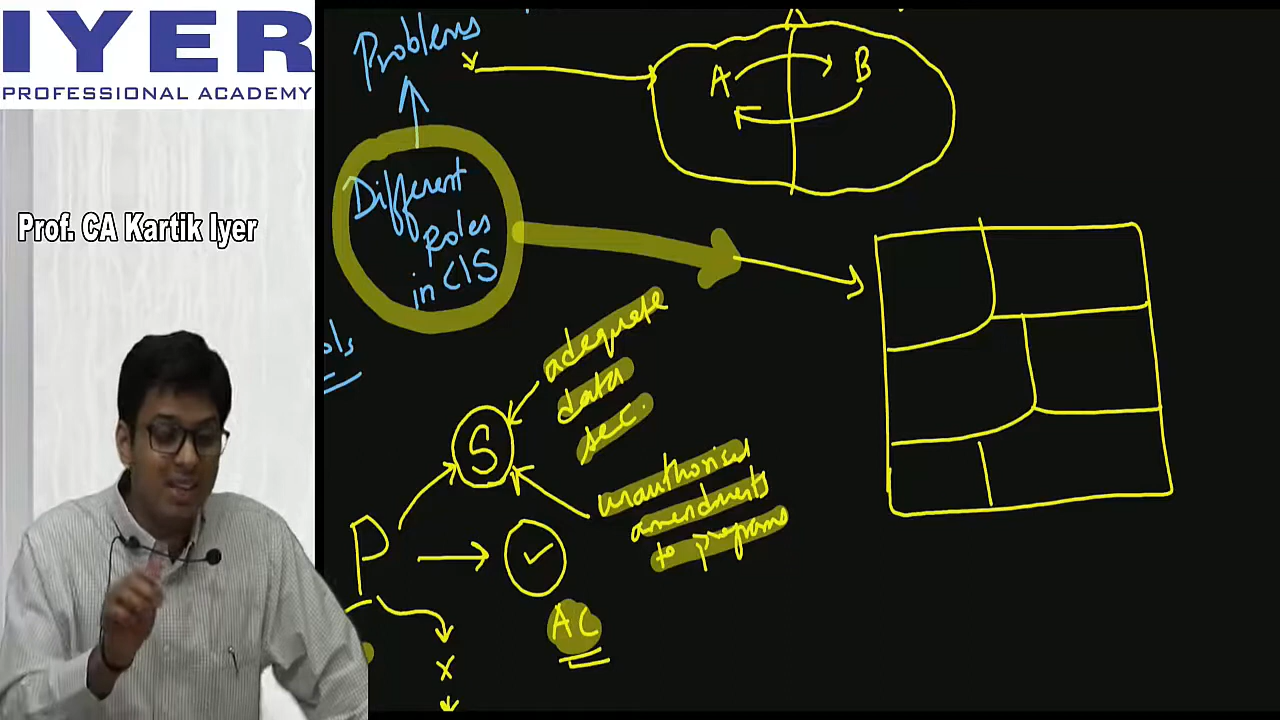 IYER
PROFESSIONAL ACADEMY
Prof. CA Kartik Iyer
Problems
A
B
Different
Roles
in CIS
ols
adequate
data
sec.
S
unauthorised
amendments
to programs
P
AC
x